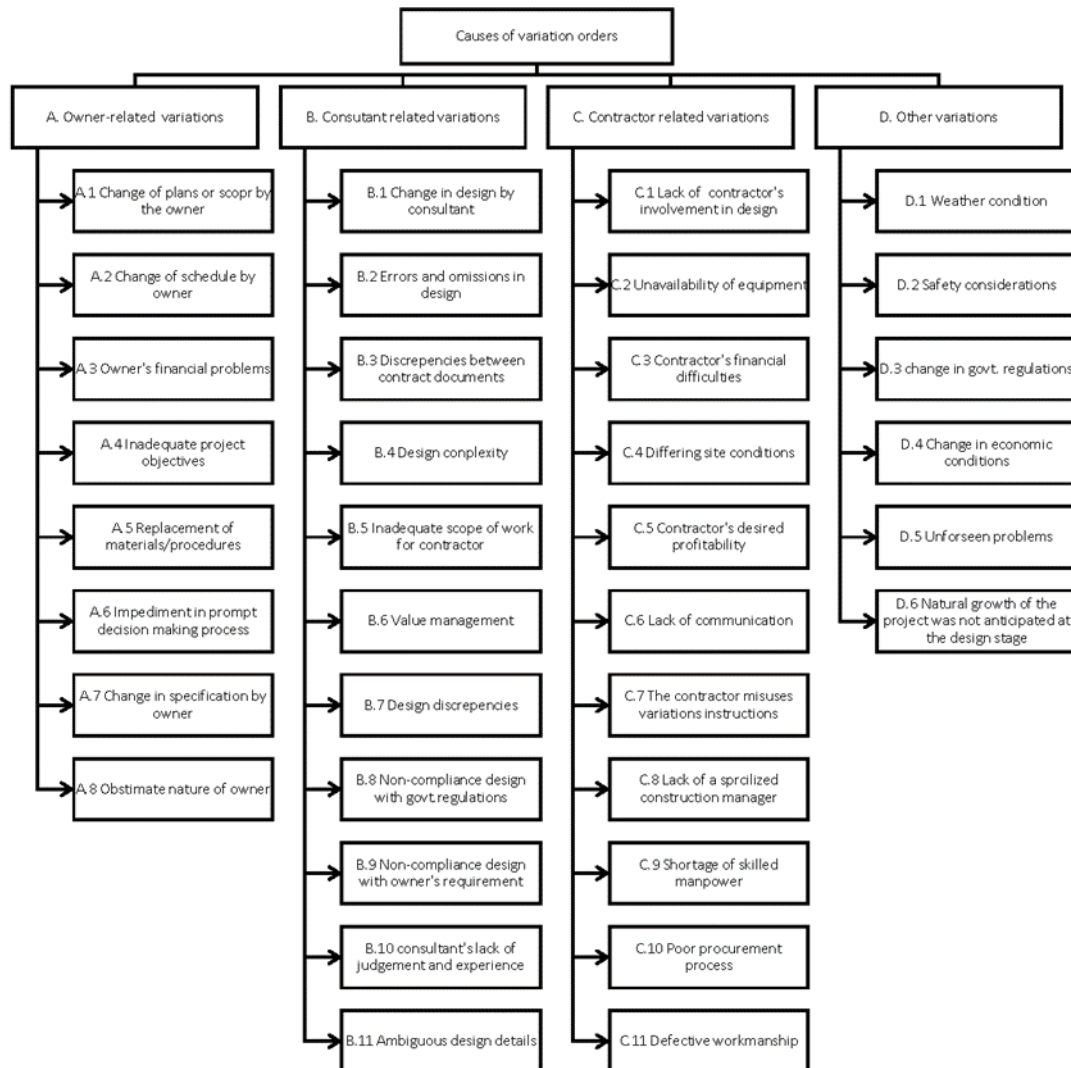 Causes of variation orders
A. Owner-related variations
A.1 Change of plans or scopr by
the owner
A.2 Change of schedule by
owner
A.3 Owner's financial problems
A.4 Inadequate project
objectives
A.5 Replacement of
materials/procedures
A.6 Impediment in prompt
decision making process
A.7 Change in specification by
owner
A.8 Obstimate nature of owner
B. Consutant related variations
B.1 Change in design by
consultant
B.2 Errors and omissions in
design
B.3 Discrepencies between
contract documents
B.4 Design conplexity
B.5 Inadequate scope of work
for contractor
B.6 Value management
B.7 Design discrepencies
B.8 Non-compliance design
with govt.regulations
B.9 Non-compliance design
with owner's requirement
B.10 consultant's lack of
judgement and experience
B.11 Ambiguous design details
C. Contractor related variations
C.1 Lack of contractor's
involvement in design
C.2 Unavailability of equipment
C.3 Contractor's financial
difficulties
C.4 Differing site conditions
C.5 Contractor's desired
profitability
C.6 Lack of communication
C.7 The contractor misuses
variations instructions
C.8 Lack of a sprcilized
construction manager
C.9 Shortage of skilled
manpower
C.10 Poor procurement
process
C.11 Defective workmanship
D. Other variations
D.1 Weather condition
D.2 Safety considerations
D.3 change in govt. regulations
D.4 Change in economic
conditions
D.5 Unforseen problems
D.6 Natural growth of the
project was not anticipated at
the design stage